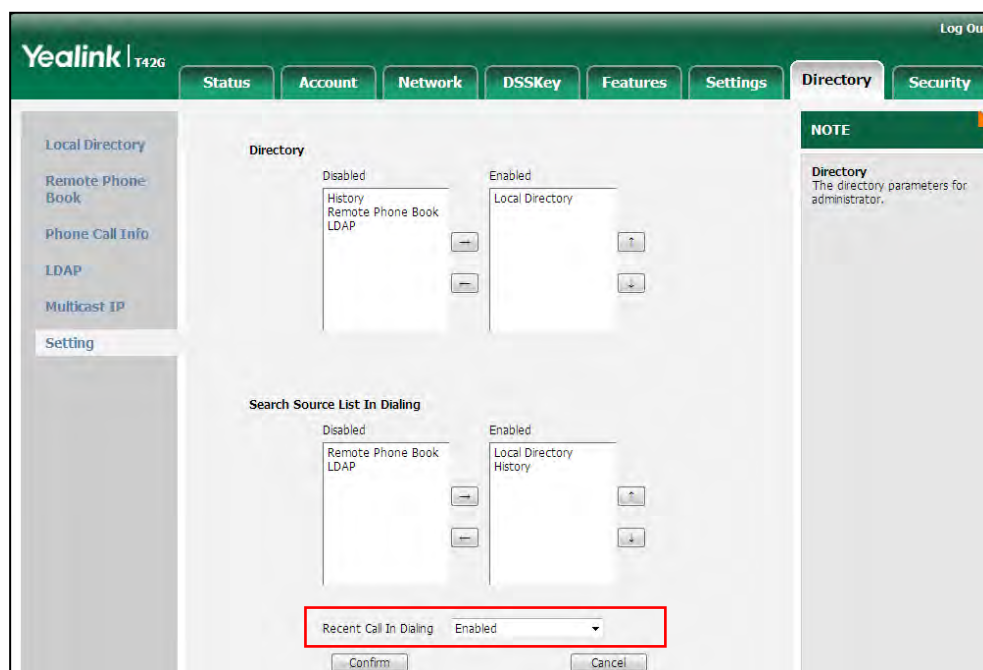 Log Ou
Yealink T42G
Status Account Network DSSKey Features Settings Directory Security
Local Directory
Remote Phone
Book
Phone Call Info
LDAP
Multicast IP
Setting
Directory
Disabled Enabled
History
Remote Phone Book
LDAP
Local Directory
→ ↑
← ↓
Search Source List In Dialing
Disabled Enabled
Remote Phone Book
LDAP
Local Directory
History
→ ↑
← ↓
Recent Call In Dialing Enabled
Confirm Cancel
NOTE
Directory
The directory parameters for
administrator.